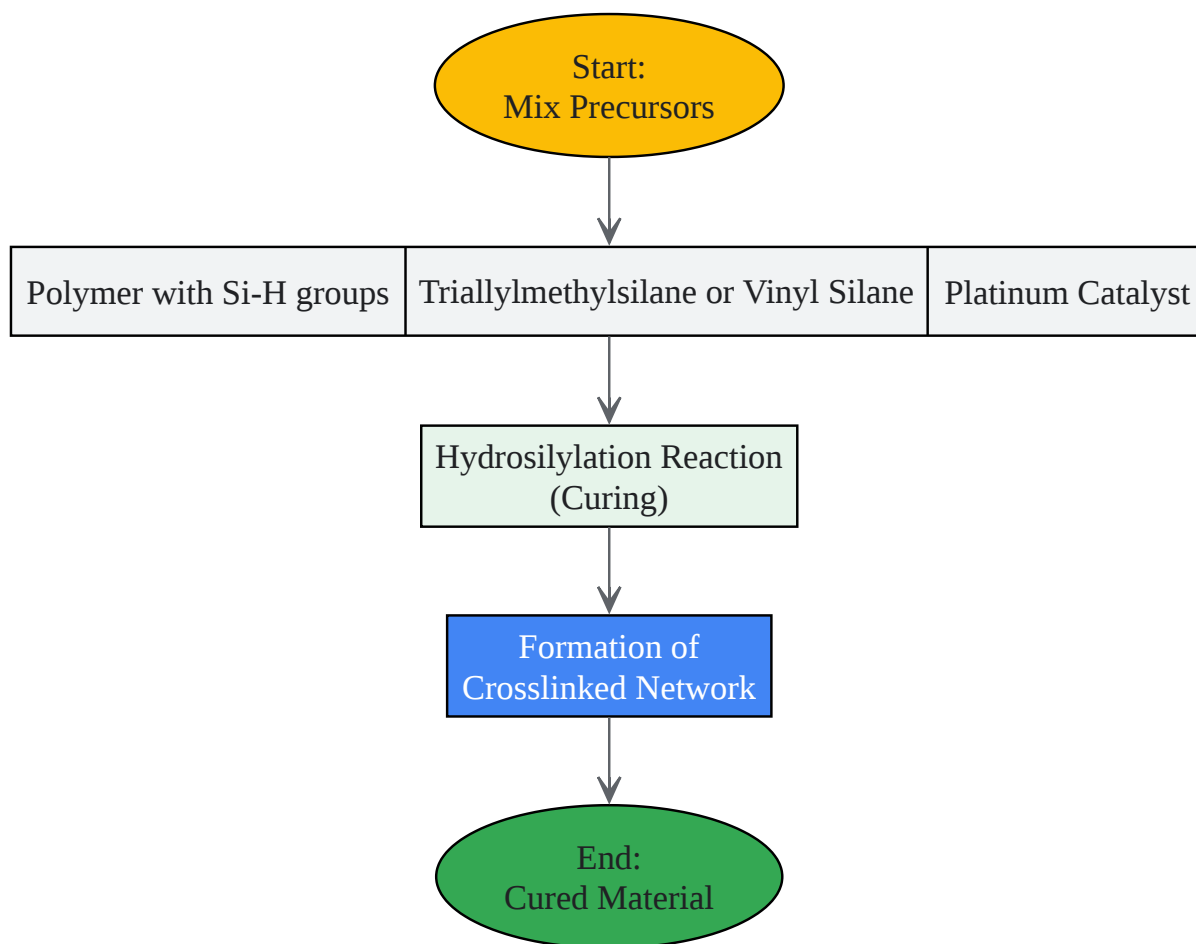 Start:
Mix Precursors
Polymer with Si-H groups
Triallylmethylsilane or Vinyl Silane
Platinum Catalyst
Hydrosilylation Reaction
(Curing)
Formation of
Crosslinked Network
End:
Cured Material